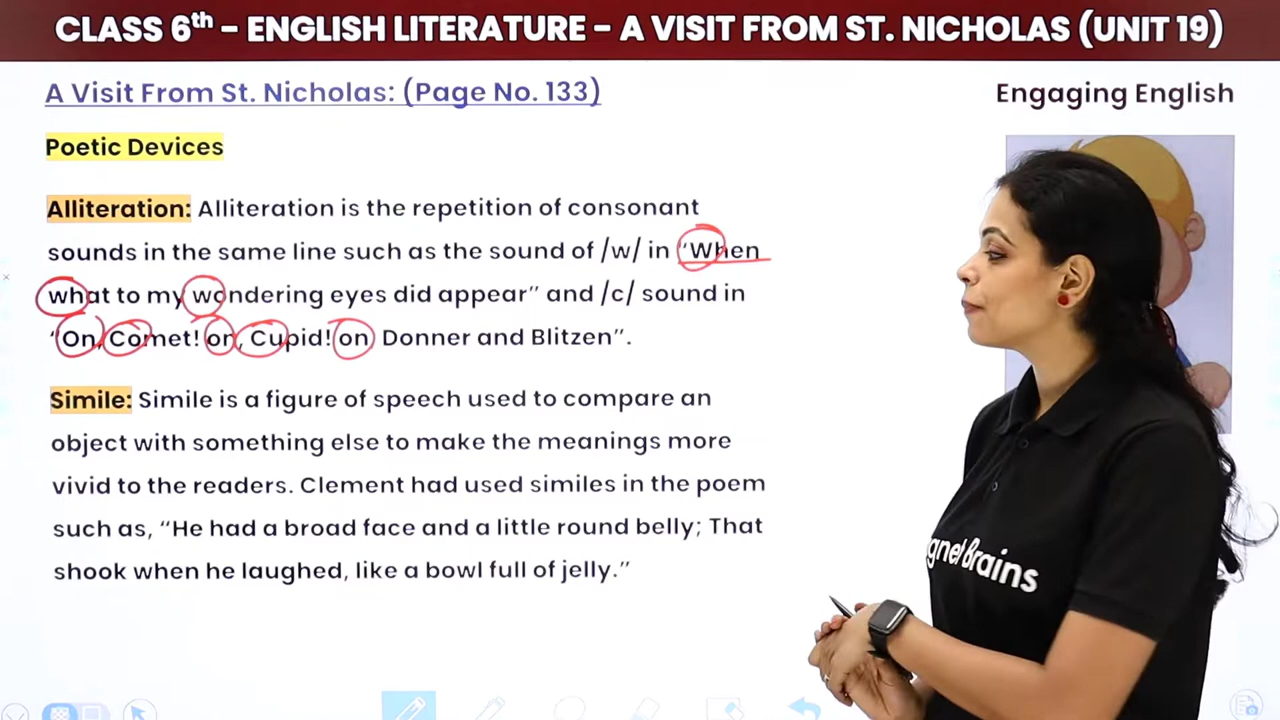 CLASS 6th – ENGLISH LITERATURE – A VISIT FROM ST. NICHOLAS (UNIT 19)
A Visit From St. Nicholas: (Page No. 133)
Engaging English
Poetic Devices
Alliteration: Alliteration is the repetition of consonant
sounds in the same line such as the sound of /w/ in “When
what to my wondering eyes did appear” and /c/ sound in
“On, Comet! on, Cupid! on Donner and Blitzen”.
Simile: Simile is a figure of speech used to compare an
object with something else to make the meanings more
vivid to the readers. Clement had used similes in the poem
such as, “He had a broad face and a little round belly; That
shook when he laughed, like a bowl full of jelly.”
gnet Brains